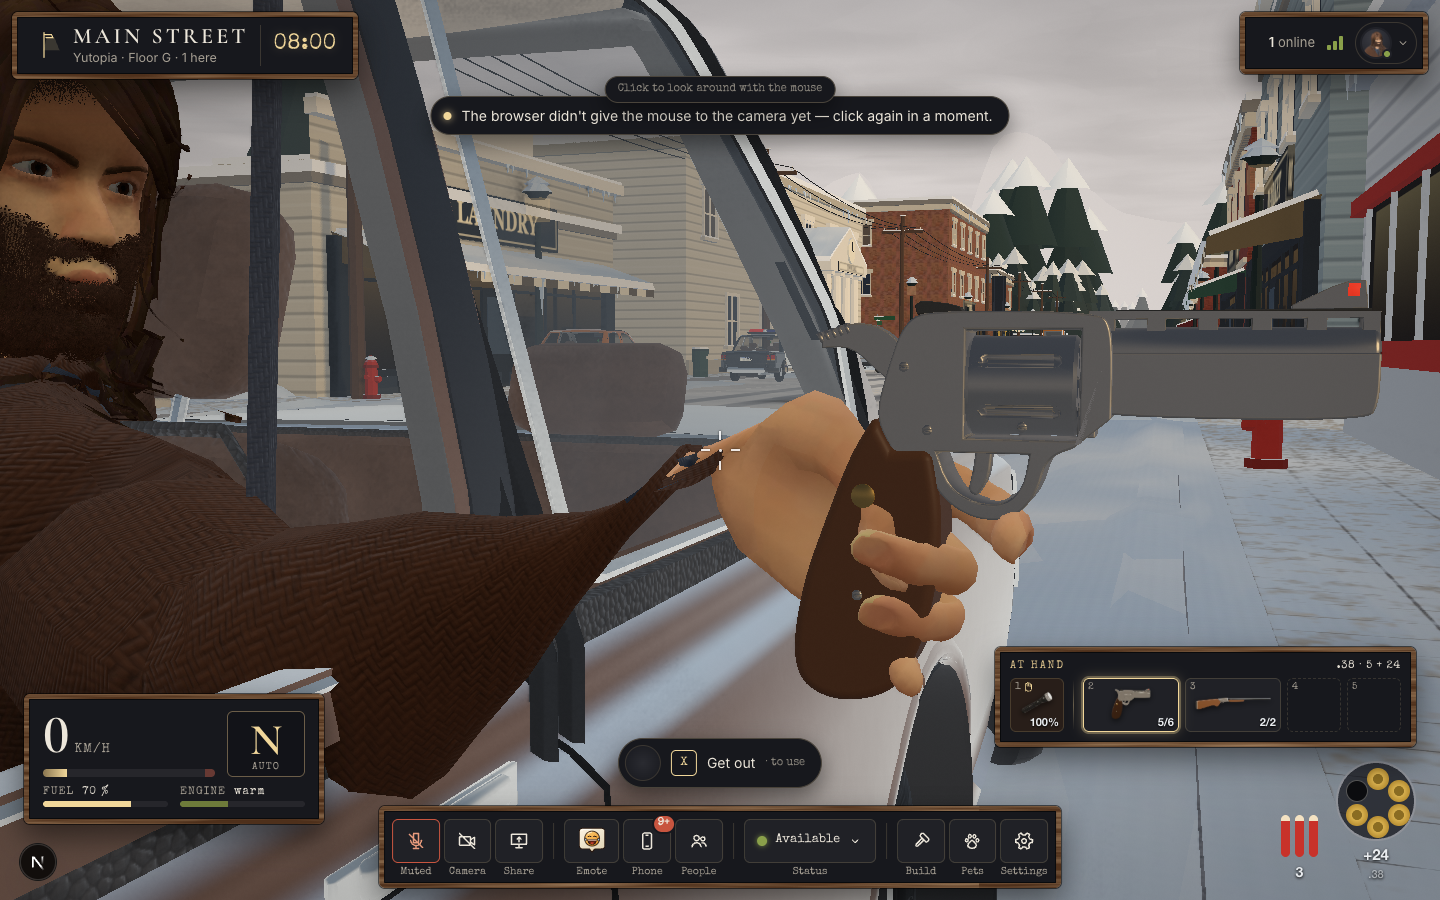 MAIN STREET
Yutopia · Floor G · 1 here
08:00
1 online
Click to look around with the mouse
The browser didn't give the mouse to the camera yet — click again in a moment.
LAUNDRY
0 KM/H
N
AUTO
FUEL 70 %
ENGINE warm
X Get out · to use
AT HAND
.38 · 5 + 24
1
100%
2
5/6
3
2/2
4
5
Muted
Camera
Share
Emote
9+
Phone
People
Available
Status
Build
Pets
Settings
N
3
+24
.38